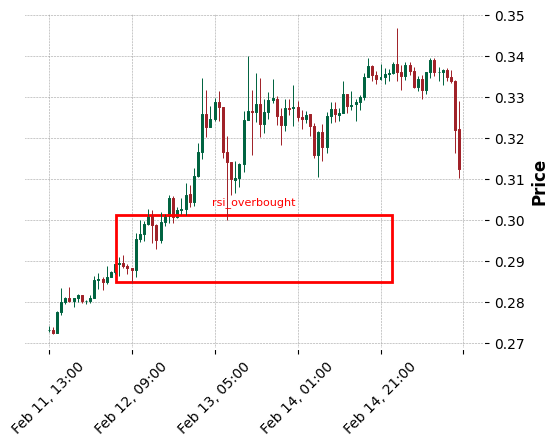 0.35
0.34
0.33
0.32
0.31
0.30
0.29
0.28
0.27
Price
rsi_overbought
Feb 11, 13:00
Feb 12, 09:00
Feb 13, 05:00
Feb 14, 01:00
Feb 14, 21:00